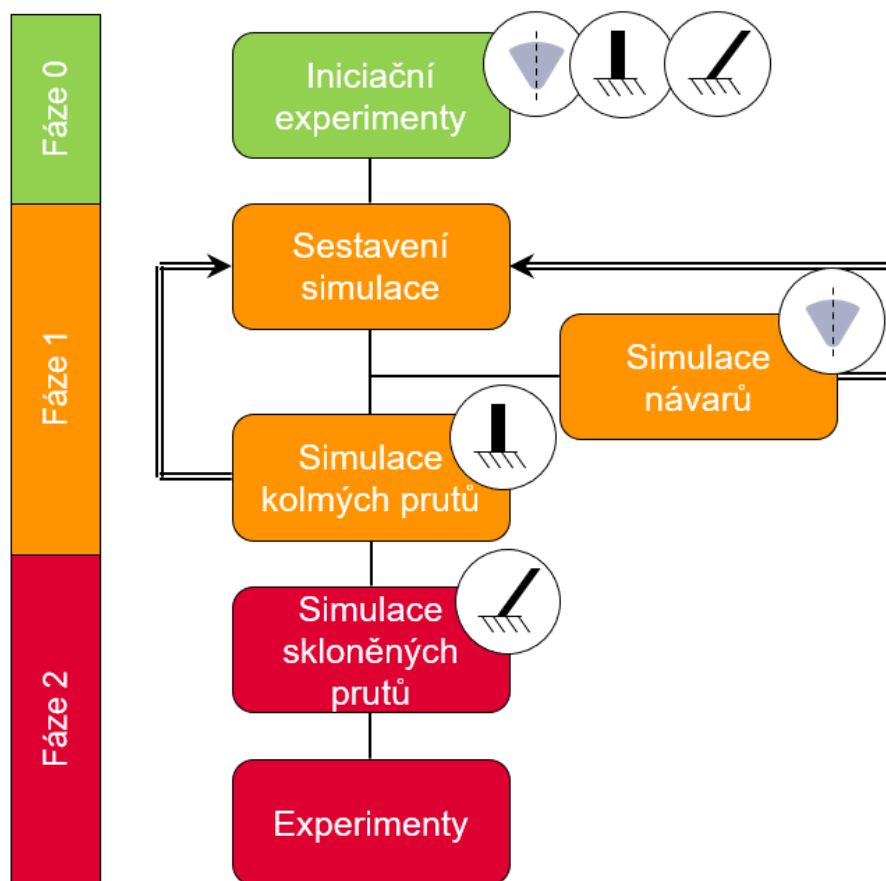 Fáze 0
Iniciační
experimenty
Fáze 1
Sestavení
simulace
Simulace
návarů
Simulace
kolmých prutů
Fáze 2
Simulace
skloněných
prutů
Experimenty